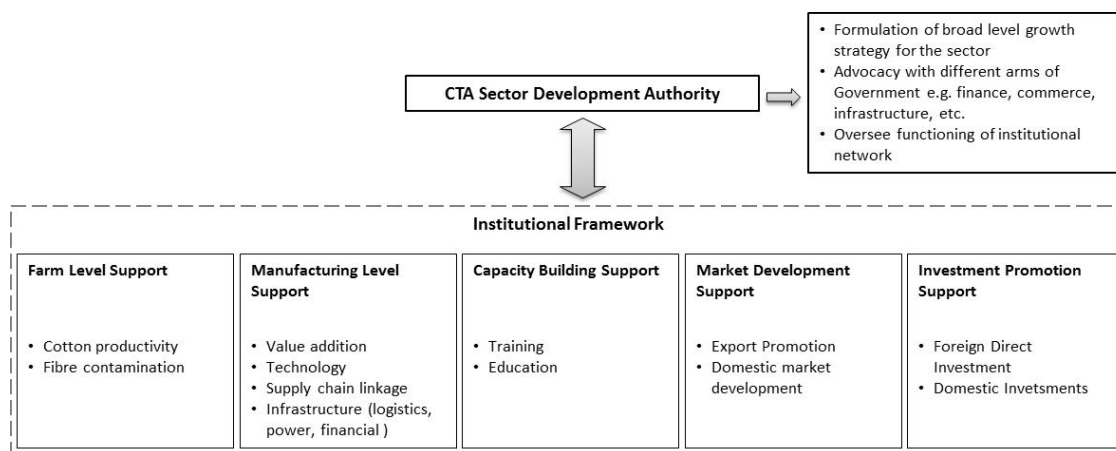 • Formulation of broad level growth
strategy for the sector
• Advocacy with different arms of
Government e.g. finance, commerce,
infrastructure, etc.
• Oversee functioning of institutional
network
CTA Sector Development Authority
Institutional Framework
Farm Level Support
• Cotton productivity
• Fibre contamination
Manufacturing Level
Support
• Value addition
• Technology
• Supply chain linkage
• Infrastructure (logistics,
power, financial )
Capacity Building Support
• Training
• Education
Market Development
Support
• Export Promotion
• Domestic market
development
Investment Promotion
Support
• Foreign Direct
Investment
• Domestic Invetsments